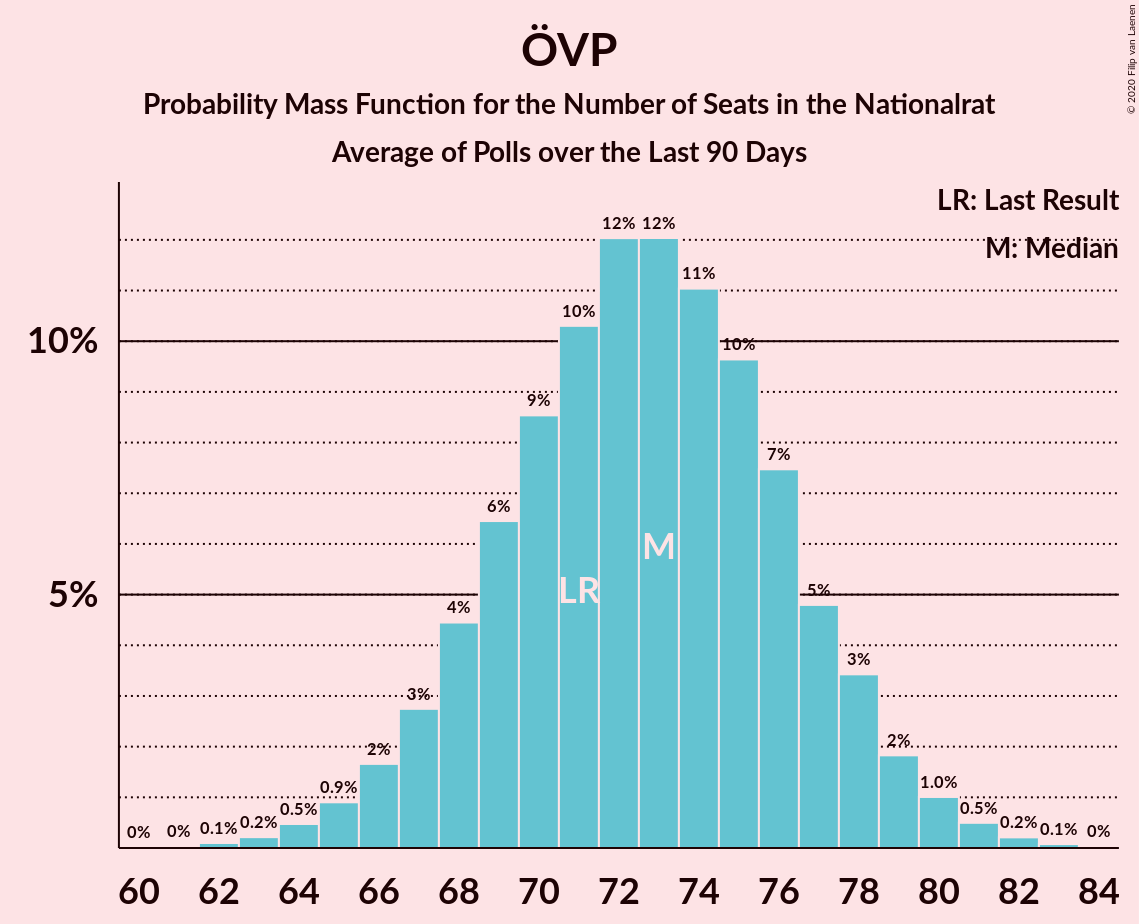 ÖVP
Probability Mass Function for the Number of Seats in the Nationalrat
Average of Polls over the Last 90 Days
© 2020 Filip van Laenen
LR: Last Result
M: Median
10%
5%
0% 0% 0.1% 0.2% 0.5% 0.9% 2% 3% 4% 6% 9% 10% 12% 12% 11% 10% 7% 5% 3% 2% 1.0% 0.5% 0.2% 0.1% 0%
M
LR
60 62 64 66 68 70 72 74 76 78 80 82 84